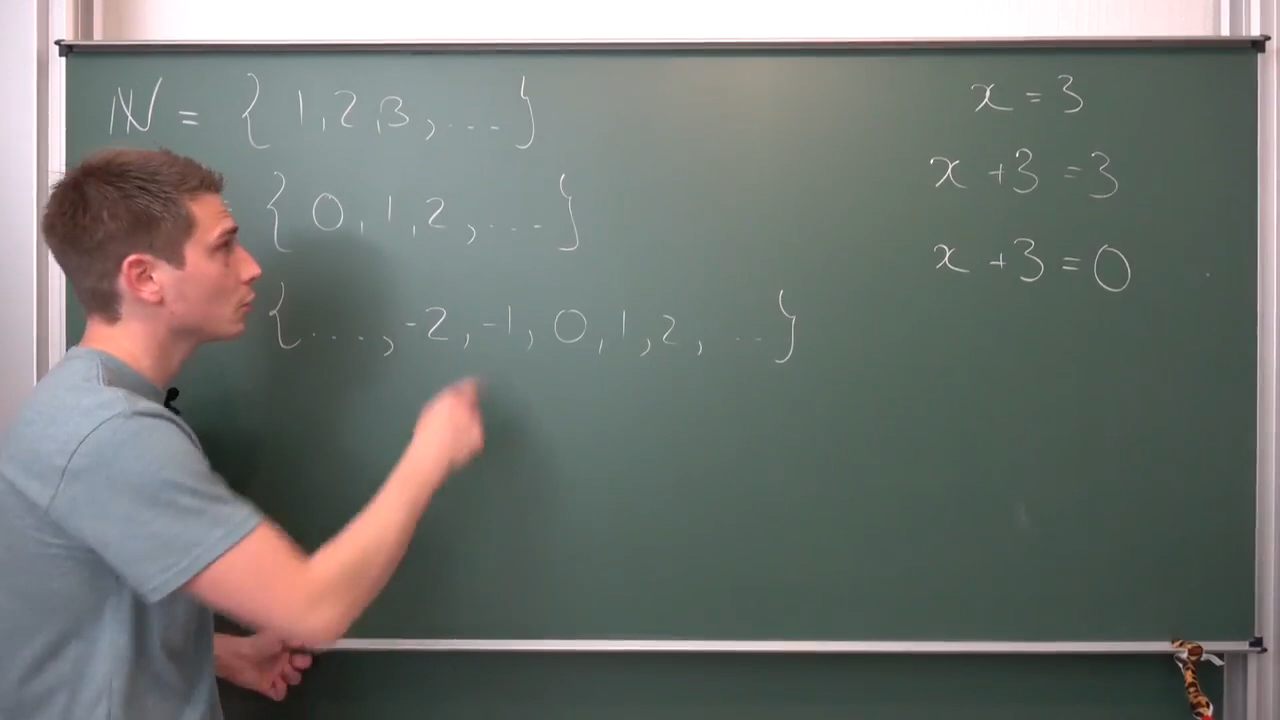 ℕ = { 1, 2, 3, ... }
{ 0, 1, 2, ... }
{ ...., -2, -1, 0, 1, 2, ... }
x = 3
x + 3 = 3
x + 3 = 0